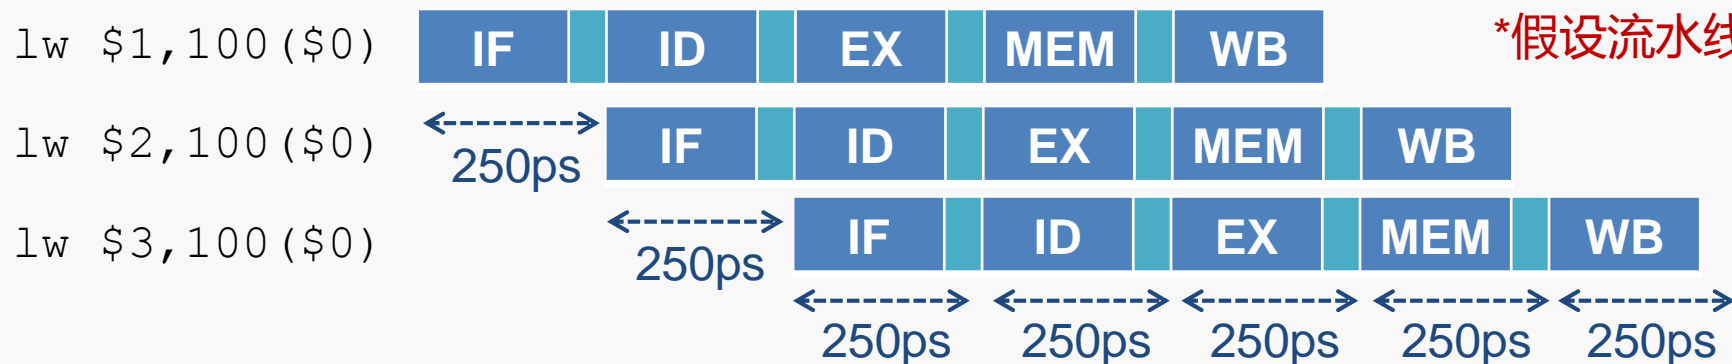 lw $1,100($0) IF ID EX MEM WB *假设流水线
lw $2,100($0) 250ps IF ID EX MEM WB
lw $3,100($0) 250ps IF ID EX MEM WB
250ps 250ps 250ps 250ps 250ps